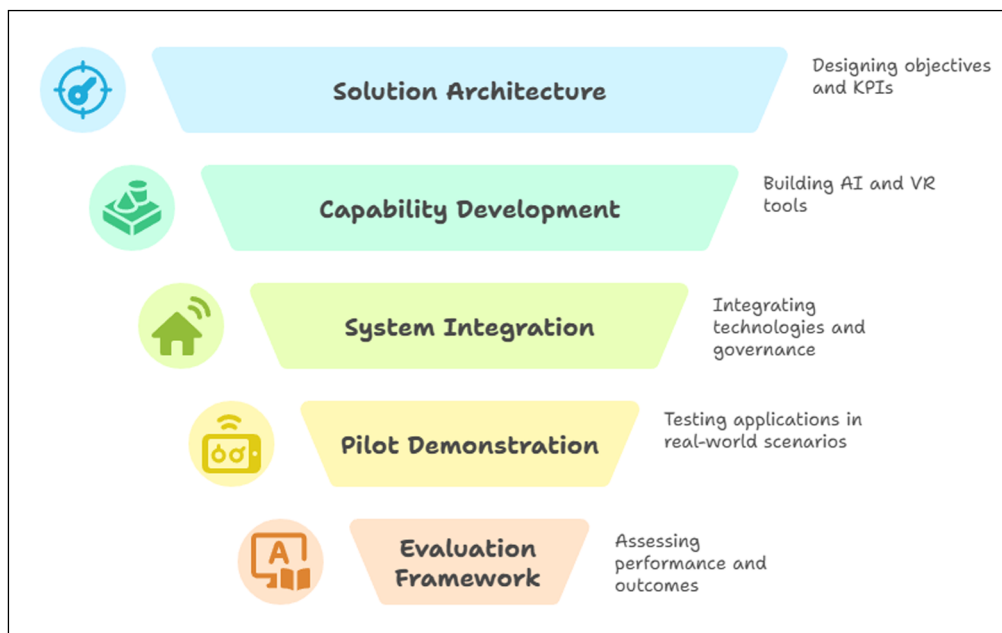 Solution Architecture
Designing objectives
and KPIs
Capability Development
Building AI and VR
tools
System Integration
Integrating
technologies and
governance
Pilot Demonstration
Testing applications in
real-world scenarios
A
Evaluation
Framework
Assessing
performance and
outcomes